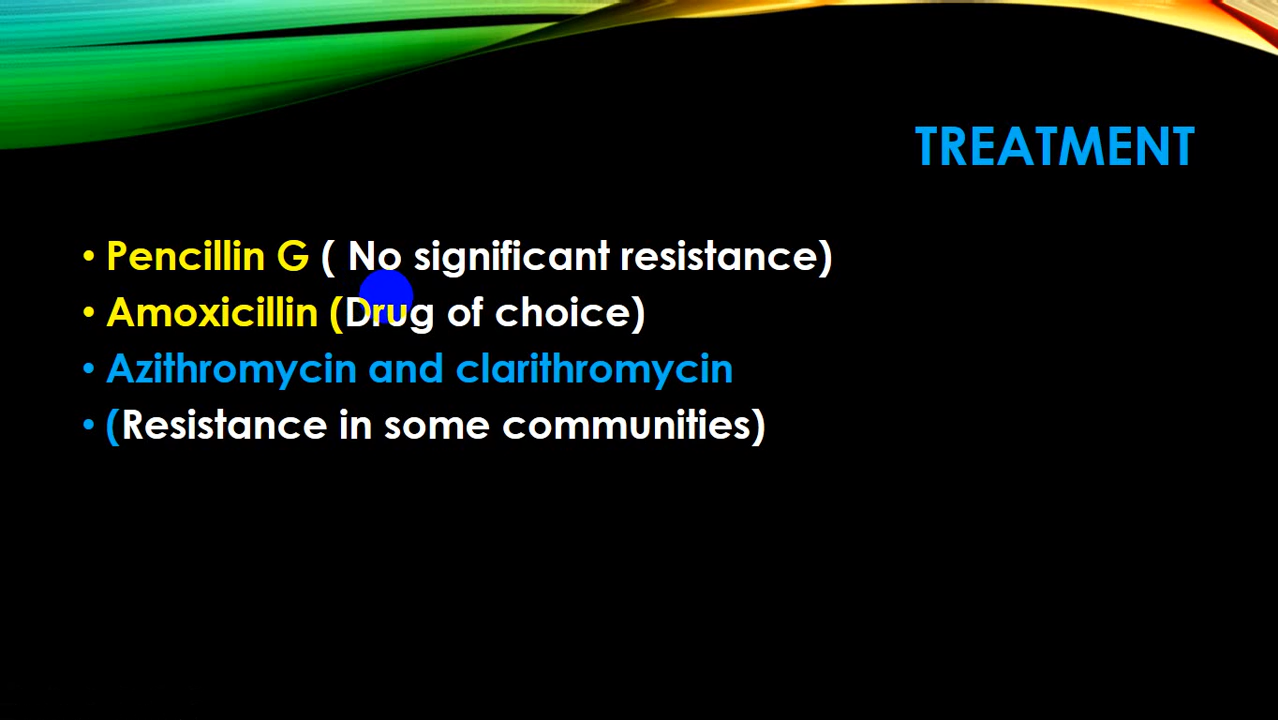 TREATMENT
• Pencillin G ( No significant resistance)
• Amoxicillin (Drug of choice)
• Azithromycin and clarithromycin
• (Resistance in some communities)